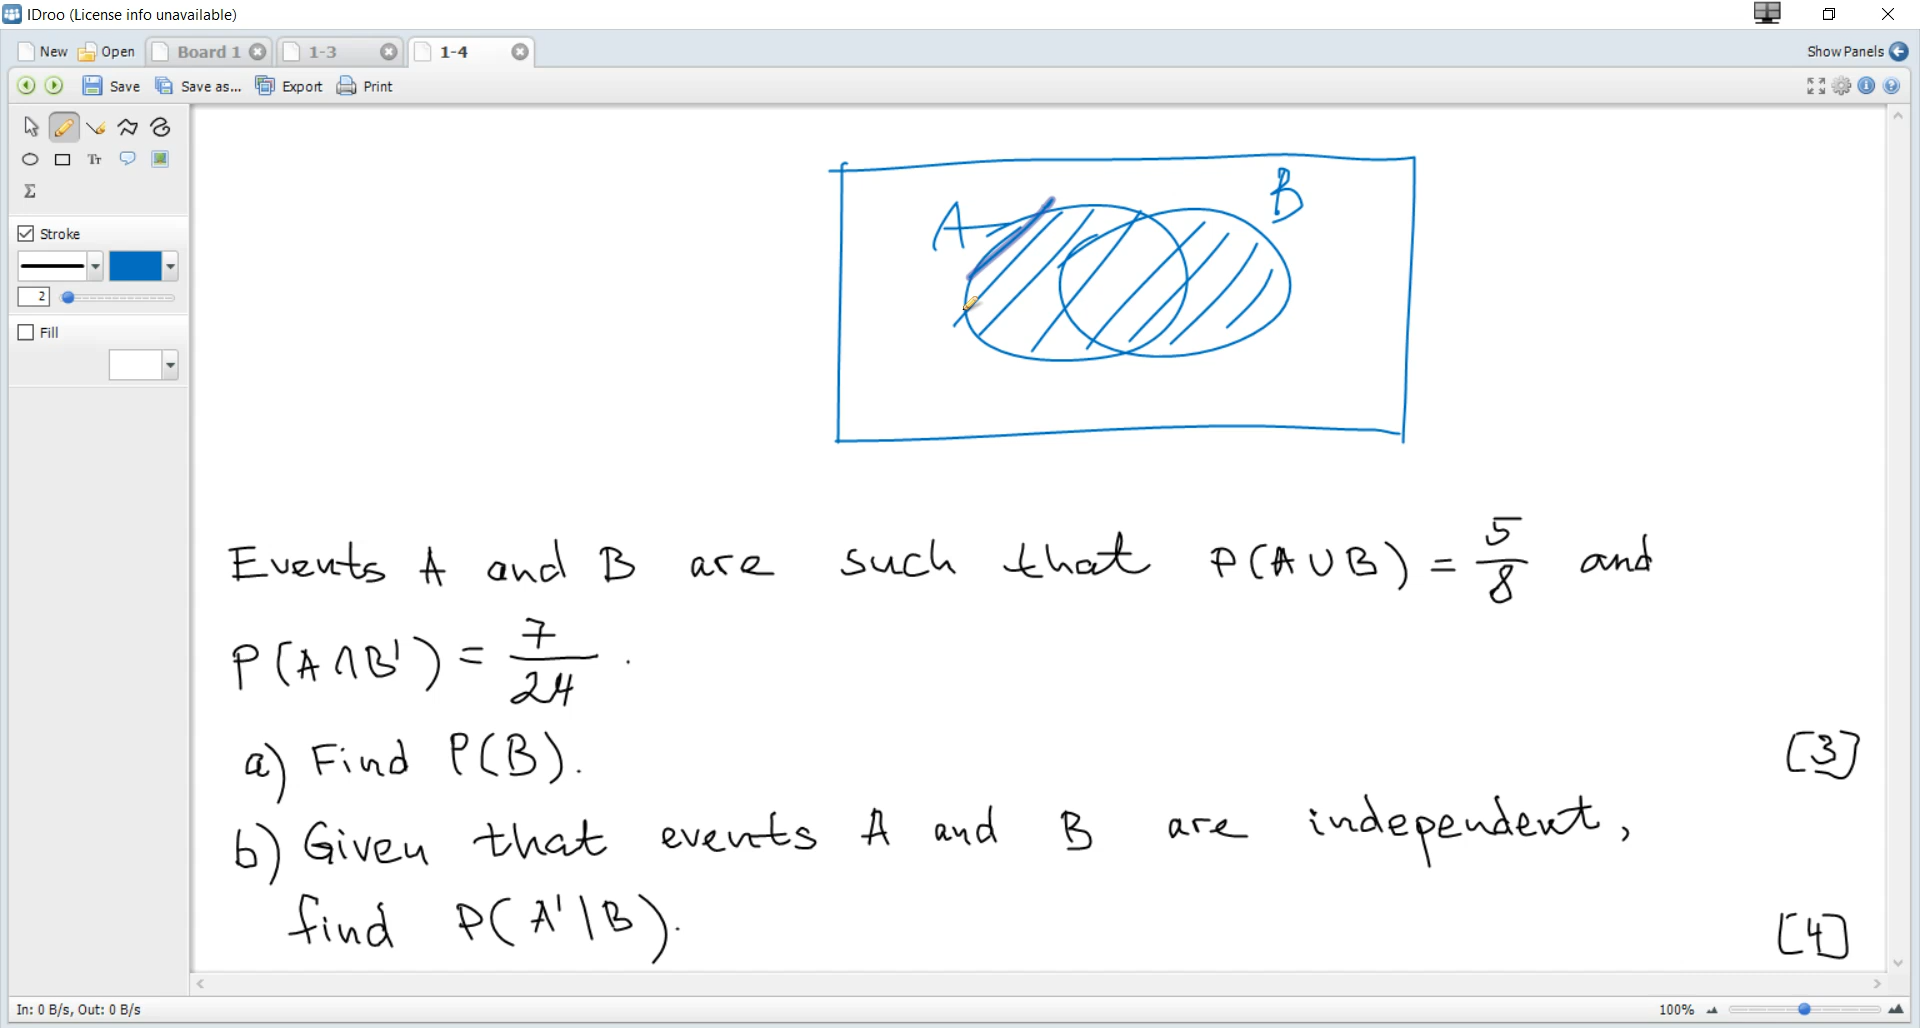 IDroo (License info unavailable)
New Open Board 1 1-3 1-4 Show Panels
Save Save as... Export Print
Tt
Σ
Stroke
2
Fill
A B
Events A and B are such that P(A∪B) = 5/8 and
P(A∩B') = 7/24 .
a) Find P(B). [3]
b) Given that events A and B are independent,
find P(A'|B). [4]
In: 0 B/s, Out: 0 B/s 100%